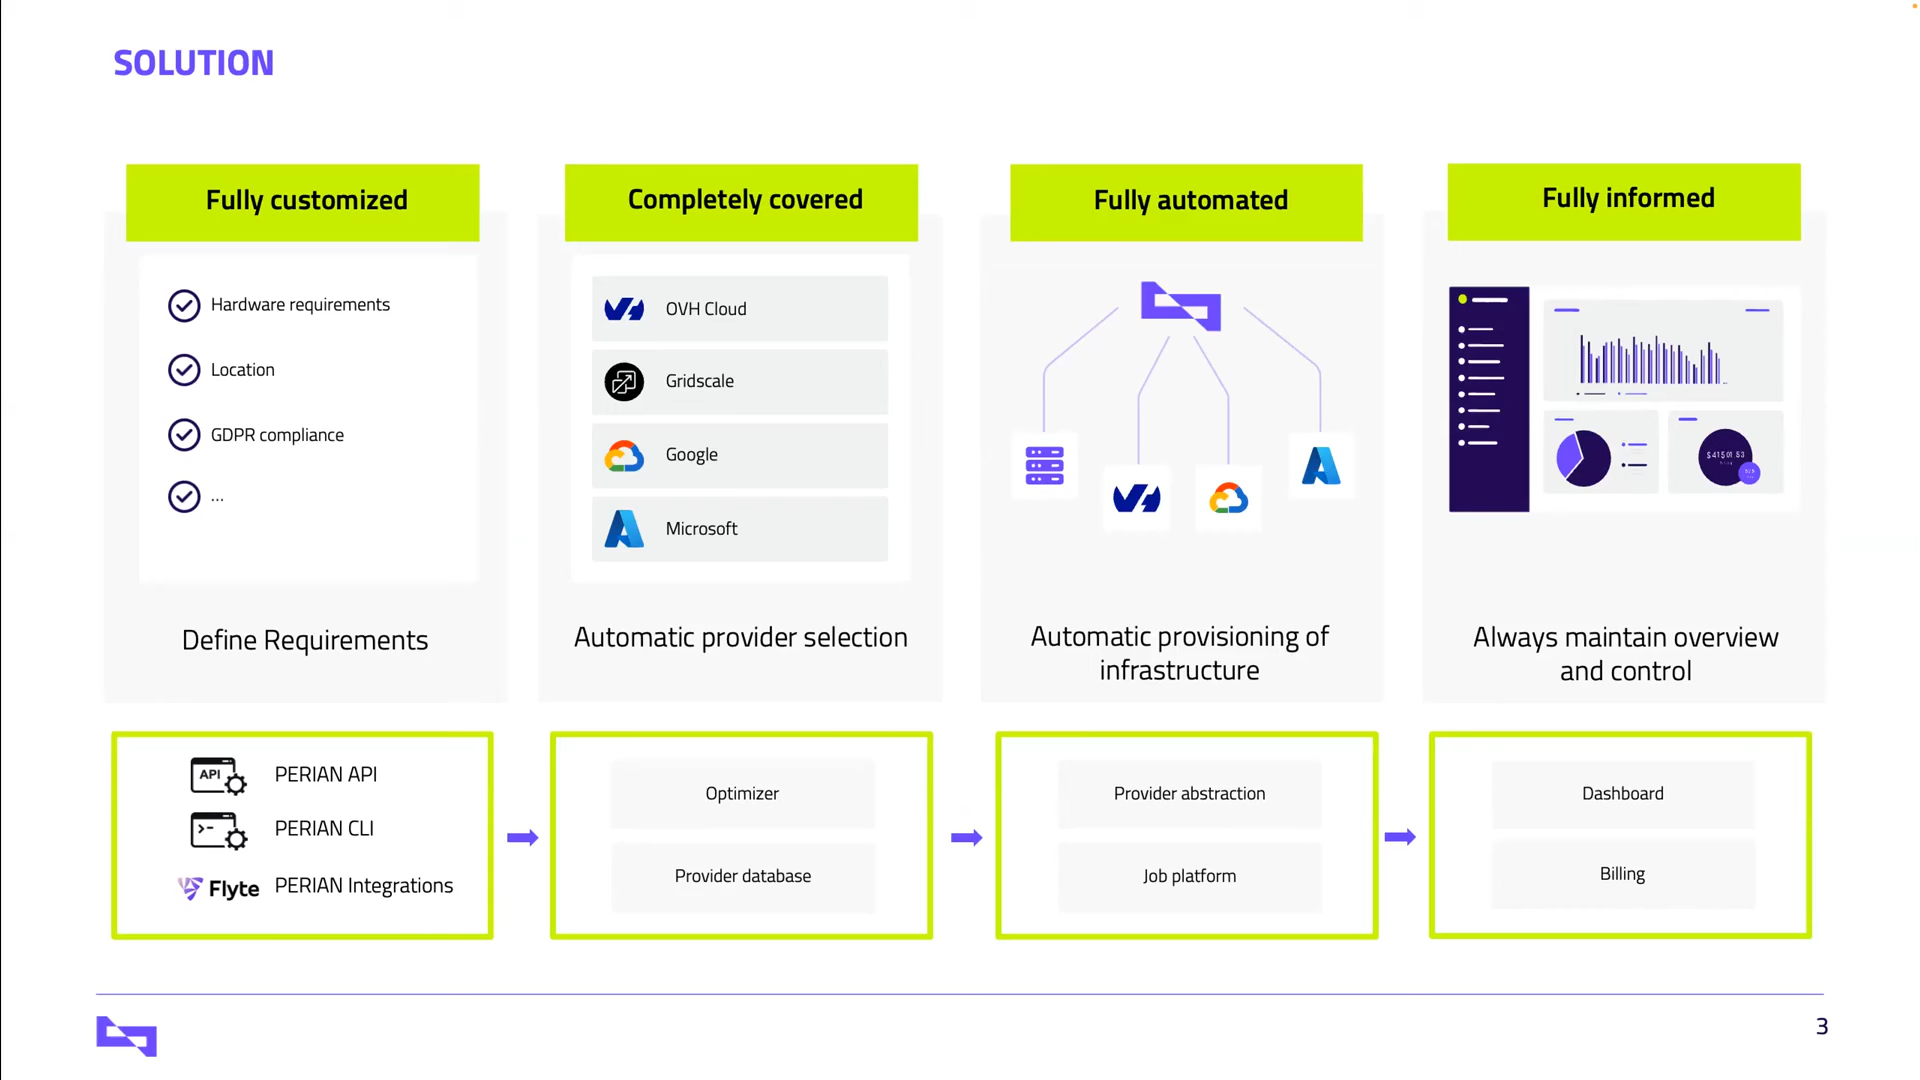 SOLUTION
Fully customized
Hardware requirements
Location
GDPR compliance
...
Define Requirements
Completely covered
OVH Cloud
Gridscale
Google
Microsoft
Automatic provider selection
Fully automated
Automatic provisioning of
infrastructure
Fully informed
Always maintain overview
and control
API
PERIAN API
PERIAN CLI
Flyte
PERIAN Integrations
Optimizer
Provider database
Provider abstraction
Job platform
Dashboard
Billing
3